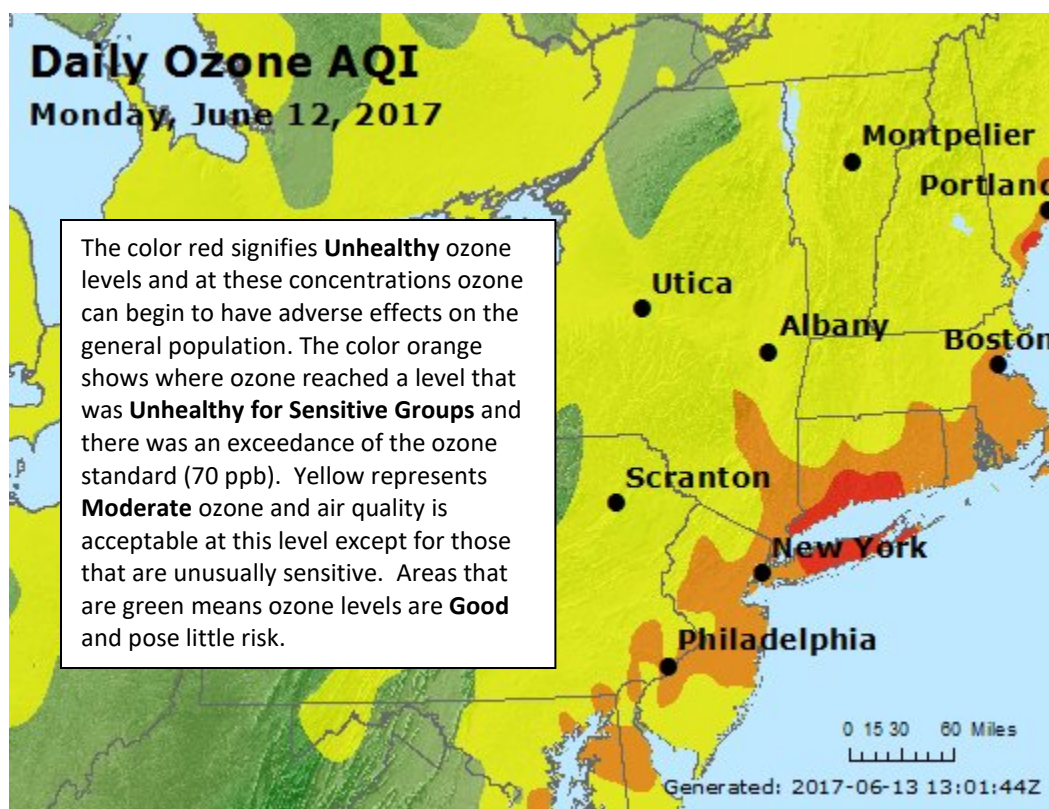 Daily Ozone AQI
Monday, June 12, 2017
Montpelier
Portland
The color red signifies Unhealthy ozone
levels and at these concentrations ozone
can begin to have adverse effects on the
general population. The color orange
shows where ozone reached a level that
was Unhealthy for Sensitive Groups and
there was an exceedance of the ozone
standard (70 ppb).  Yellow represents
Moderate ozone and air quality is
acceptable at this level except for those
that are unusually sensitive.  Areas that
are green means ozone levels are Good
and pose little risk.
Utica
Albany
Boston
Scranton
New York
Philadelphia
0 15 30 60 Miles
Generated: 2017-06-13 13:01:44Z